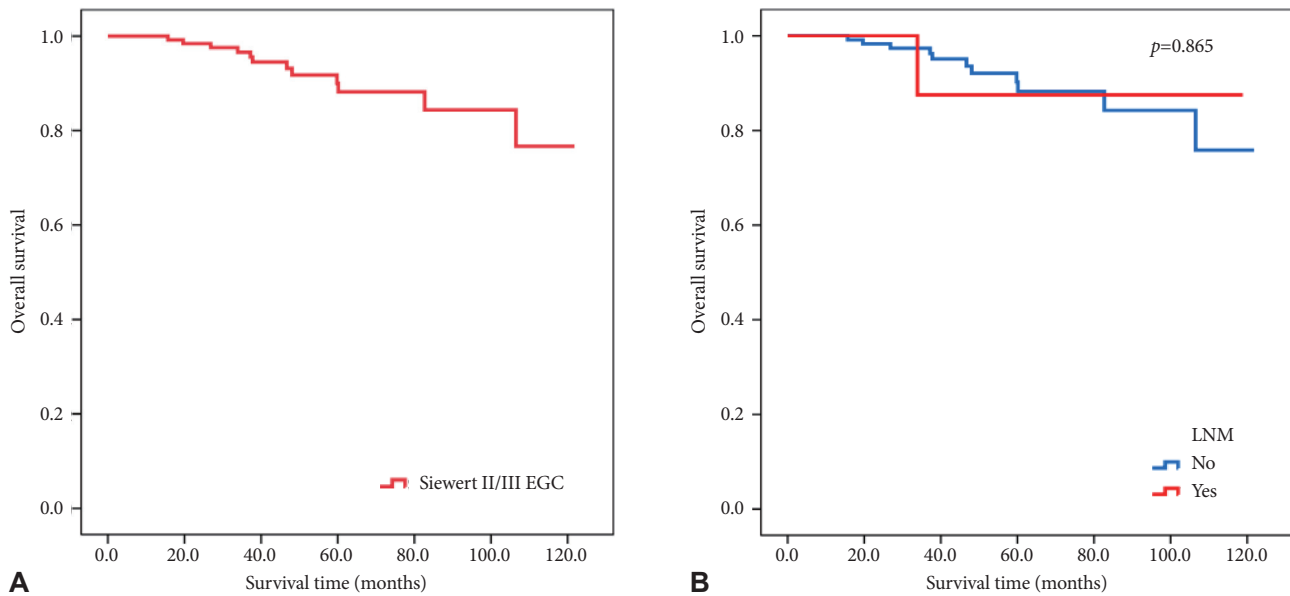 1.0
0.8
0.6
0.4
0.2
0.0
Overall survival
Siewert II/III EGC
0.0 20.0 40.0 60.0 80.0 100.0 120.0
Survival time (months)
A
1.0
0.8
0.6
0.4
0.2
0.0
Overall survival
p=0.865
LNM
No
Yes
0.0 20.0 40.0 60.0 80.0 100.0 120.0
Survival time (months)
B